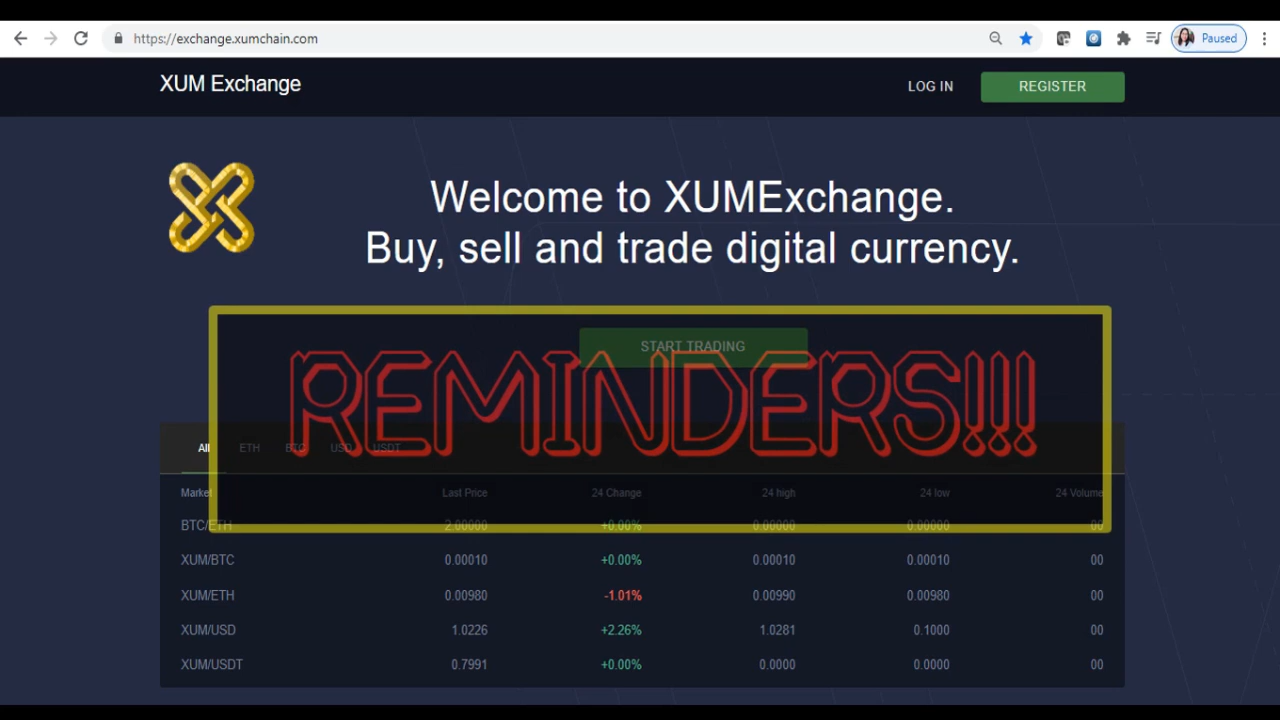 https://exchange.xumchain.com
Paused
XUM Exchange
LOG IN
REGISTER
Welcome to XUMExchange.
Buy, sell and trade digital currency.
START TRADING
REMINDERS!!!
All ETH BTC USD USDT
Market Last Price 24 Change 24 high 24 low 24 Volume
BTC/ETH 2.00000 +0.00% 0.00000 0.00000 00
XUM/BTC 0.00010 +0.00% 0.00010 0.00010 00
XUM/ETH 0.00980 -1.01% 0.00990 0.00980 00
XUM/USD 1.0226 +2.26% 1.0281 0.1000 00
XUM/USDT 0.7991 +0.00% 0.0000 0.0000 00